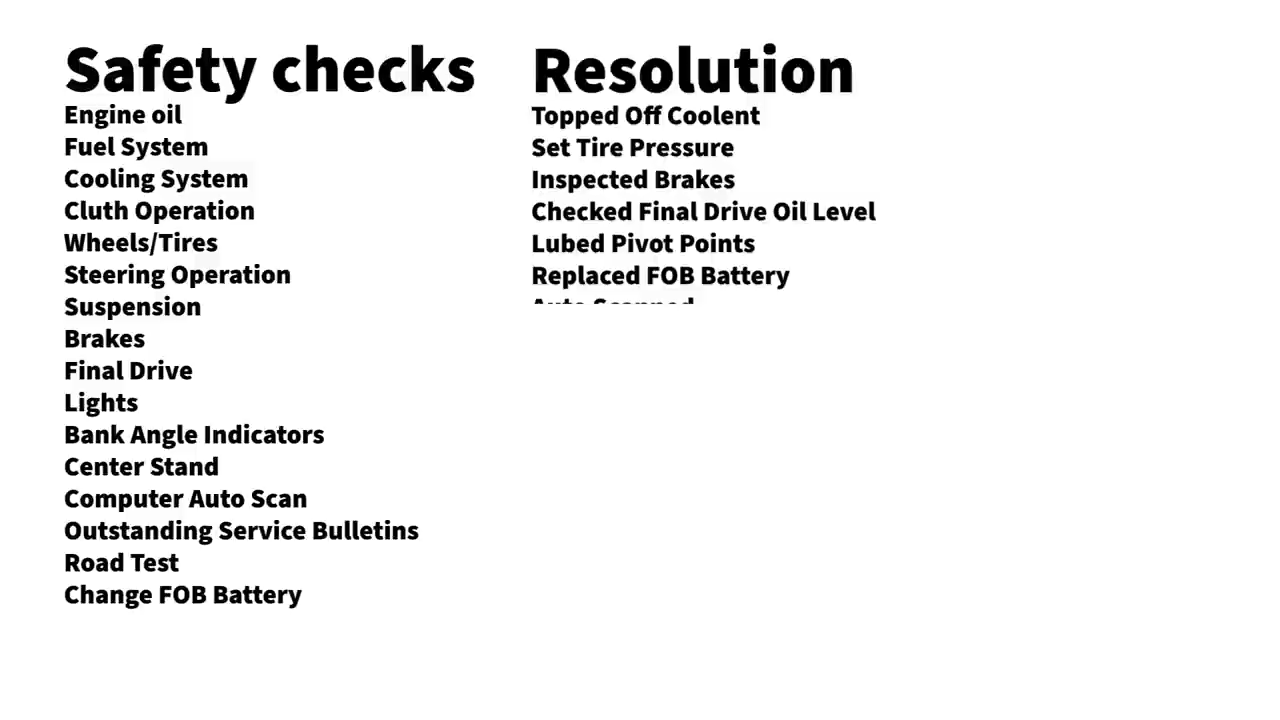 Safety checks
Engine oil
Fuel System
Cooling System
Cluth Operation
Wheels/Tires
Steering Operation
Suspension
Brakes
Final Drive
Lights
Bank Angle Indicators
Center Stand
Computer Auto Scan
Outstanding Service Bulletins
Road Test
Change FOB Battery
Resolution
Topped Off Coolent
Set Tire Pressure
Inspected Brakes
Checked Final Drive Oil Level
Lubed Pivot Points
Replaced FOB Battery
Auto Scanned